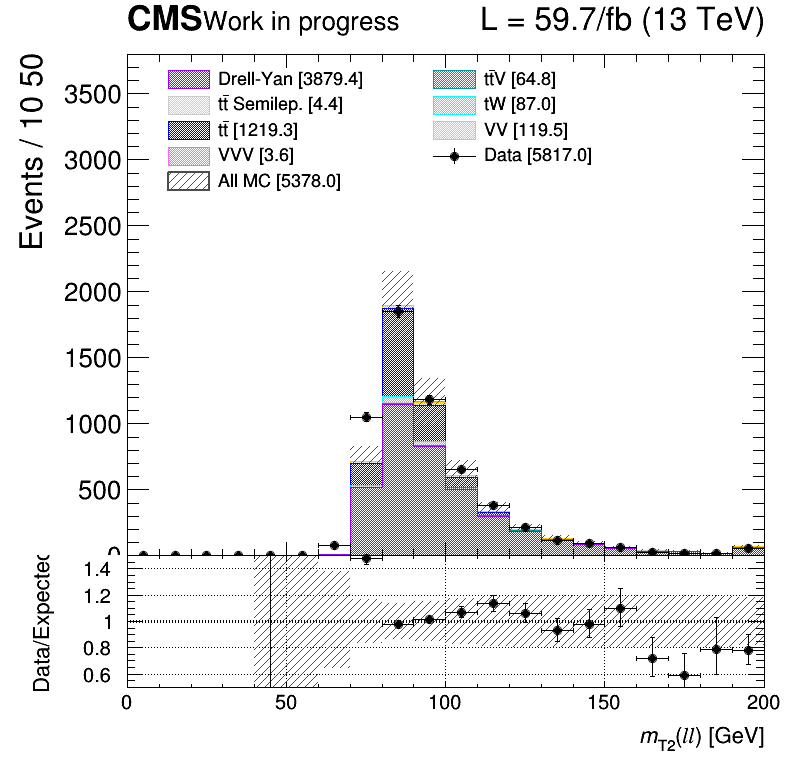 CMS Work in progress L = 59.7/fb (13 TeV)
Events / 10 50
3500
3000
2500
2000
1500
1000
500
0
Drell-Yan [3879.4]
tt̄ Semilep. [4.4]
tt̄ [1219.3]
VVV [3.6]
All MC [5378.0]
tt̄V [64.8]
tW [87.0]
VV [119.5]
Data [5817.0]
Data/Expected
1.4
1.2
1
0.8
0.6
0 50 100 150 200
m_T2(ll) [GeV]